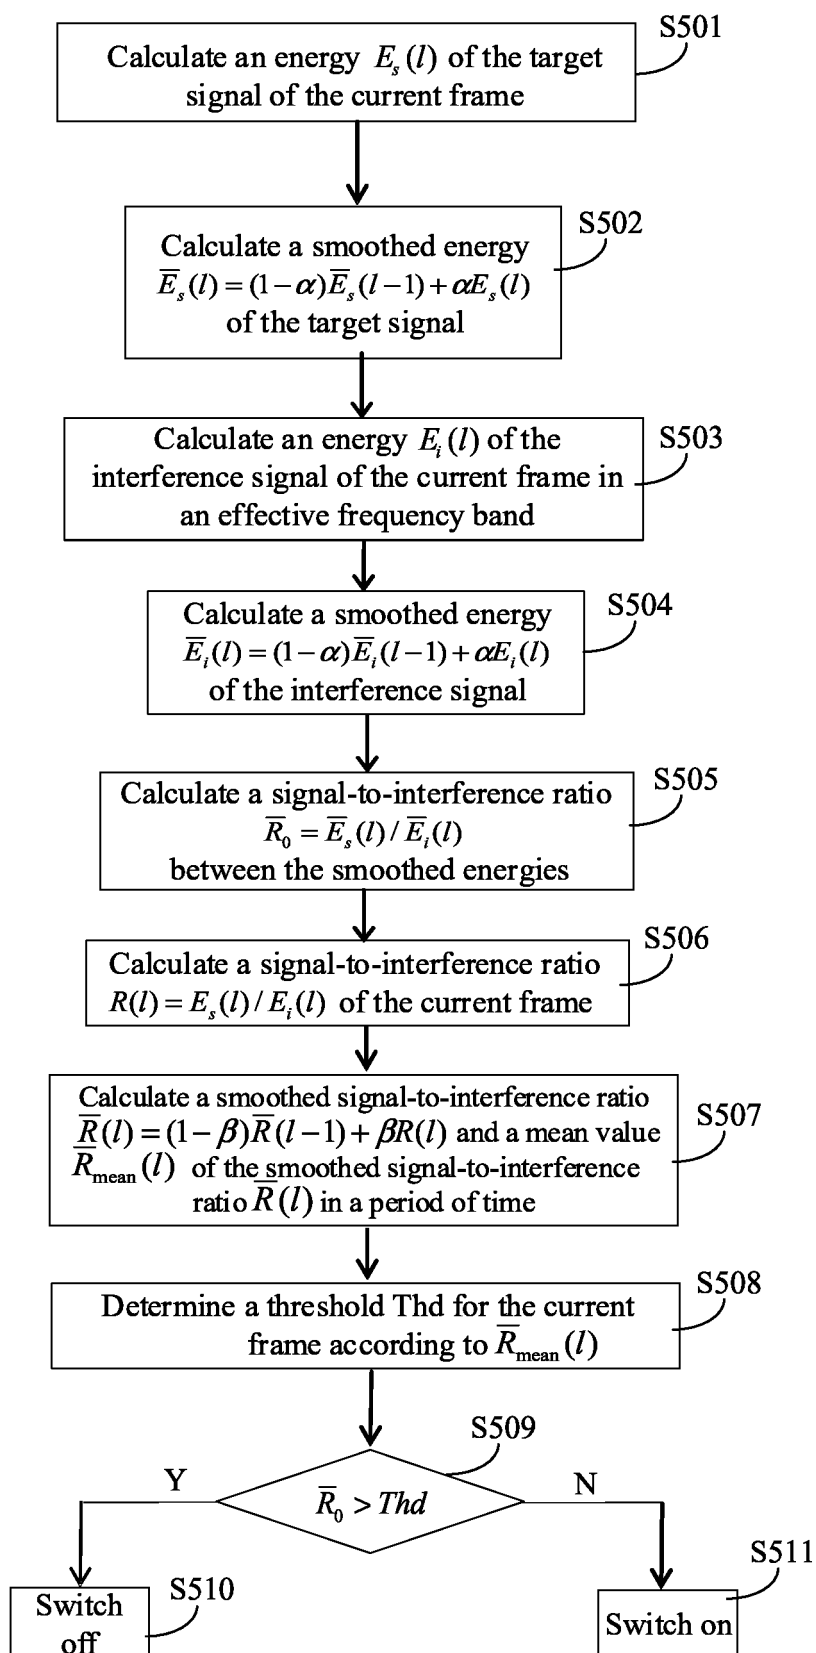 S501
Calculate an energy E_s(l) of the target
signal of the current frame
S502
Calculate a smoothed energy
E̅_s(l) = (1−α)E̅_s(l−1) + αE_s(l)
of the target signal
S503
Calculate an energy E_i(l) of the
interference signal of the current frame in
an effective frequency band
S504
Calculate a smoothed energy
E̅_i(l) = (1−α)E̅_i(l−1) + αE_i(l)
of the interference signal
S505
Calculate a signal-to-interference ratio
R̅_0 = E̅_s(l) / E̅_i(l)
between the smoothed energies
S506
Calculate a signal-to-interference ratio
R(l) = E_s(l) / E_i(l) of the current frame
S507
Calculate a smoothed signal-to-interference ratio
R̅(l) = (1−β)R̅(l−1) + βR(l) and a mean value
R̅_mean(l) of the smoothed signal-to-interference
ratio R̅(l) in a period of time
S508
Determine a threshold Thd for the current
frame according to R̅_mean(l)
S509
Y
R̅_0 > Thd
N
S510
Switch
off
S511
Switch on